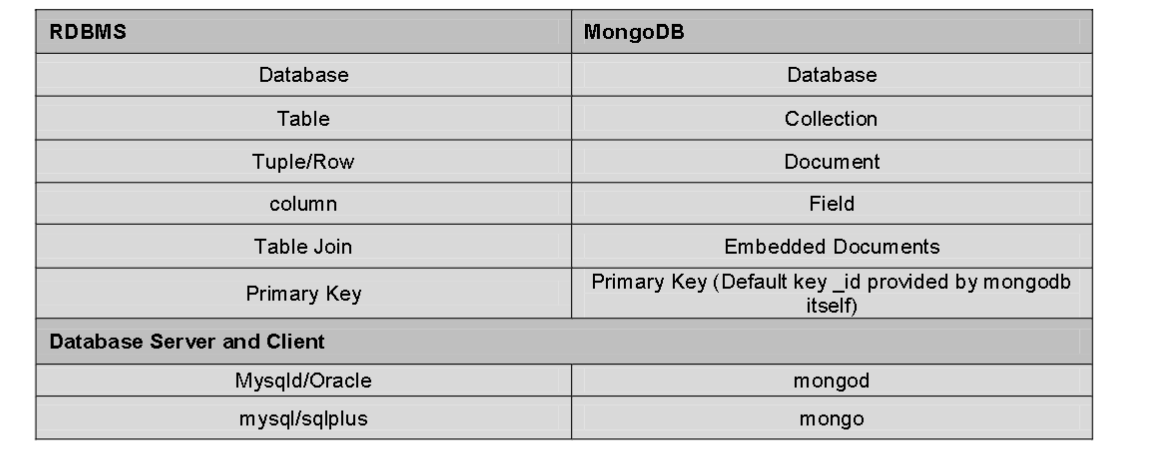 RDBMS MongoDB
Database Database
Table Collection
Tuple/Row Document
column Field
Table Join Embedded Documents
Primary Key Primary Key (Default key _id provided by mongodb
itself)
Database Server and Client
Mysqld/Oracle mongod
mysql/sqlplus mongo